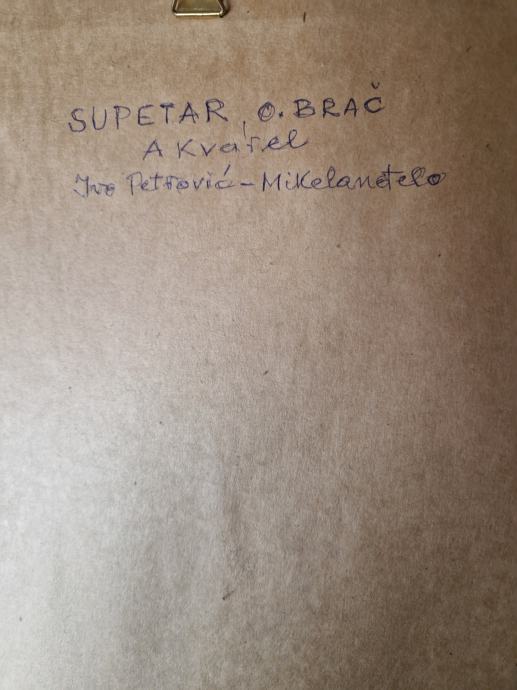 SUPETAR, O. BRAČ
AKvarel
Ivo Petrović - Mikelanđelo